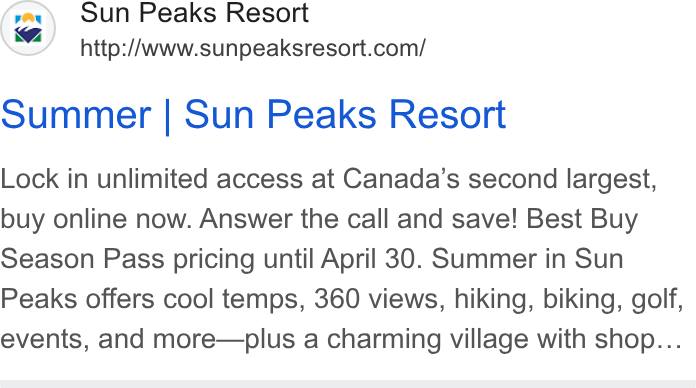 Sun Peaks Resort
http://www.sunpeaksresort.com/
Summer | Sun Peaks Resort
Lock in unlimited access at Canada’s second largest,
buy online now. Answer the call and save! Best Buy
Season Pass pricing until April 30. Summer in Sun
Peaks offers cool temps, 360 views, hiking, biking, golf,
events, and more—plus a charming village with shop…